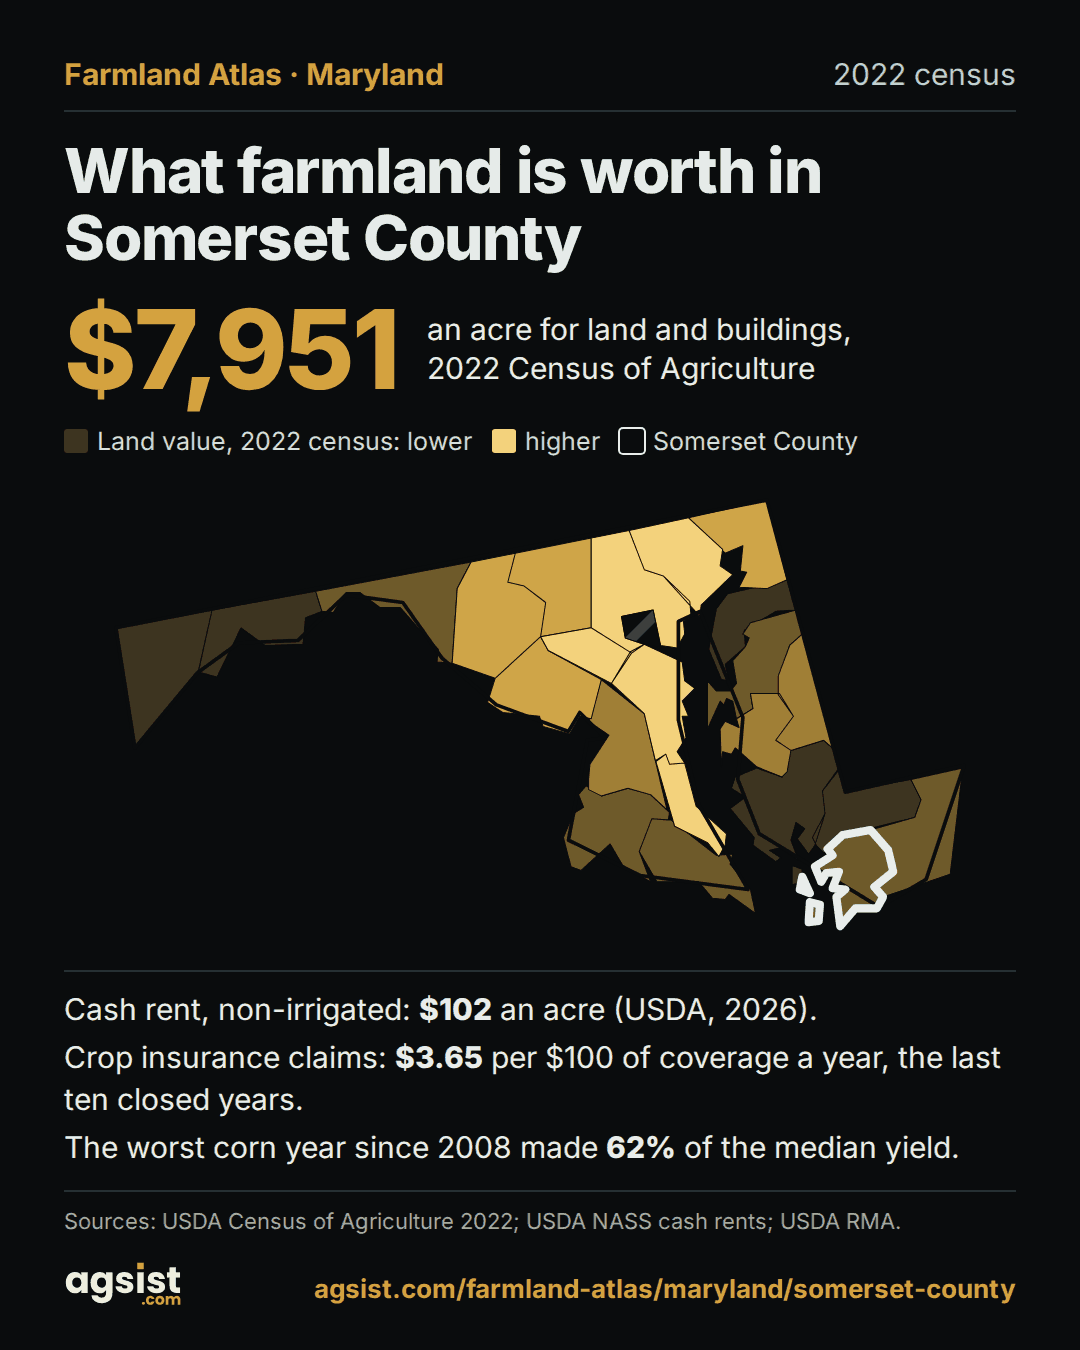 Farmland Atlas · Maryland
2022 census
What farmland is worth in
Somerset County
$7,951
an acre for land and buildings,
2022 Census of Agriculture
Land value, 2022 census: lower
higher
Somerset County
Cash rent, non-irrigated: $102 an acre (USDA, 2026).
Crop insurance claims: $3.65 per $100 of coverage a year, the last
ten closed years.
The worst corn year since 2008 made 62% of the median yield.
Sources: USDA Census of Agriculture 2022; USDA NASS cash rents; USDA RMA.
agsist
.com
agsist.com/farmland-atlas/maryland/somerset-county